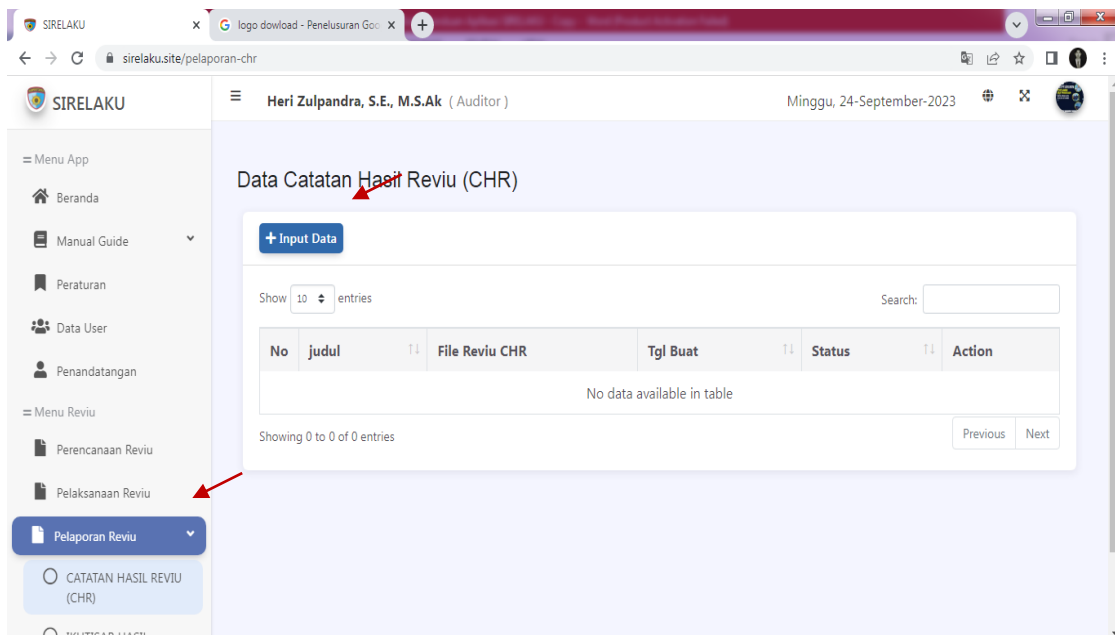 SIRELAKU
logo dowload - Penelusuran Goo
sirelaku.site/pelaporan-chr
SIRELAKU
Heri Zulpandra, S.E., M.S.Ak ( Auditor )
Minggu, 24-September-2023
Menu App
Beranda
Manual Guide
Peraturan
Data User
Penandatangan
Menu Reviu
Perencanaan Reviu
Pelaksanaan Reviu
Pelaporan Reviu
CATATAN HASIL REVIU
(CHR)
Data Catatan Hasil Reviu (CHR)
+ Input Data
Show 10 entries
Search:
No judul File Reviu CHR Tgl Buat Status Action
No data available in table
Showing 0 to 0 of 0 entries
Previous Next